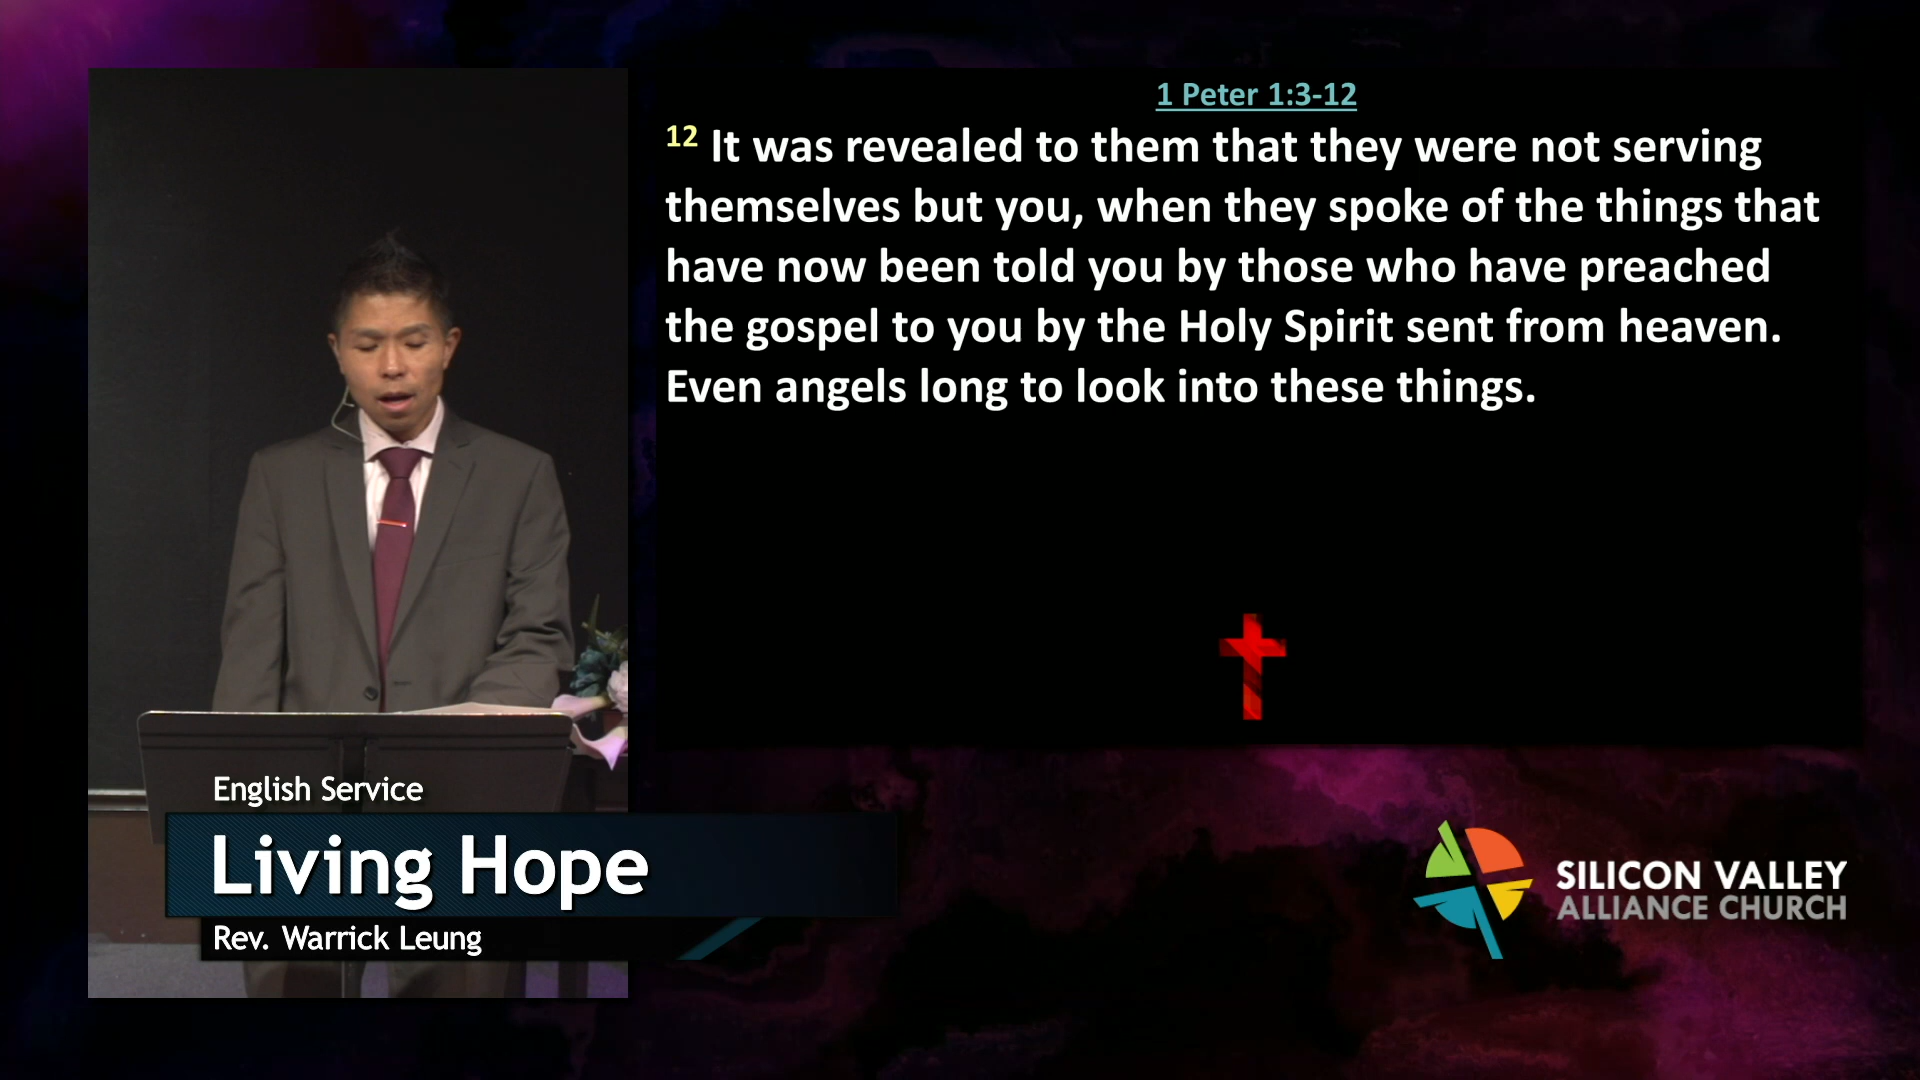 1 Peter 1:3-12
12 It was revealed to them that they were not serving
themselves but you, when they spoke of the things that
have now been told you by those who have preached
the gospel to you by the Holy Spirit sent from heaven.
Even angels long to look into these things.
English Service
Living Hope
Rev. Warrick Leung
SILICON VALLEY
ALLIANCE CHURCH